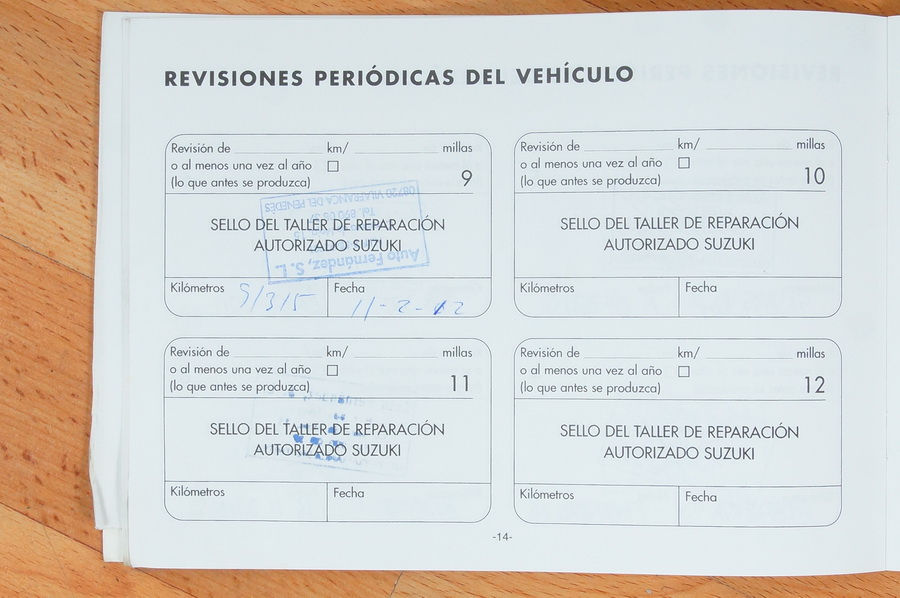 REVISIONES PERIÓDICAS DEL VEHÍCULO
Revisión de km/ millas
o al menos una vez al año
(lo que antes se produzca) 9
08720 VILAFRANCA DEL PENEDÈS
SELLO DEL TALLER DE REPARACIÓN
AUTORIZADO SUZUKI
Auto Fernández, S. L.
Kilómetros 91315 Fecha 11-2-12
Revisión de km/ millas
o al menos una vez al año
(lo que antes se produzca) 10
SELLO DEL TALLER DE REPARACIÓN
AUTORIZADO SUZUKI
Kilómetros Fecha
Revisión de km/ millas
o al menos una vez al año
(lo que antes se produzca) 11
SELLO DEL TALLER DE REPARACIÓN
AUTORIZADO SUZUKI
Kilómetros Fecha
Revisión de km/ millas
o al menos una vez al año
(lo que antes se produzca) 12
SELLO DEL TALLER DE REPARACIÓN
AUTORIZADO SUZUKI
Kilómetros Fecha
-14-